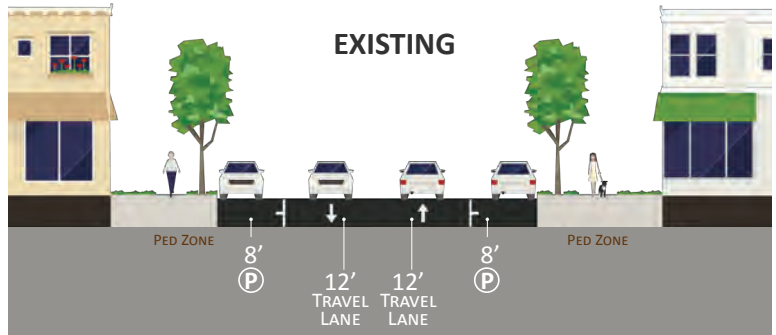 EXISTING
PED ZONE
PED ZONE
8’
P
12’
TRAVEL
LANE
12’
TRAVEL
LANE
8’
P